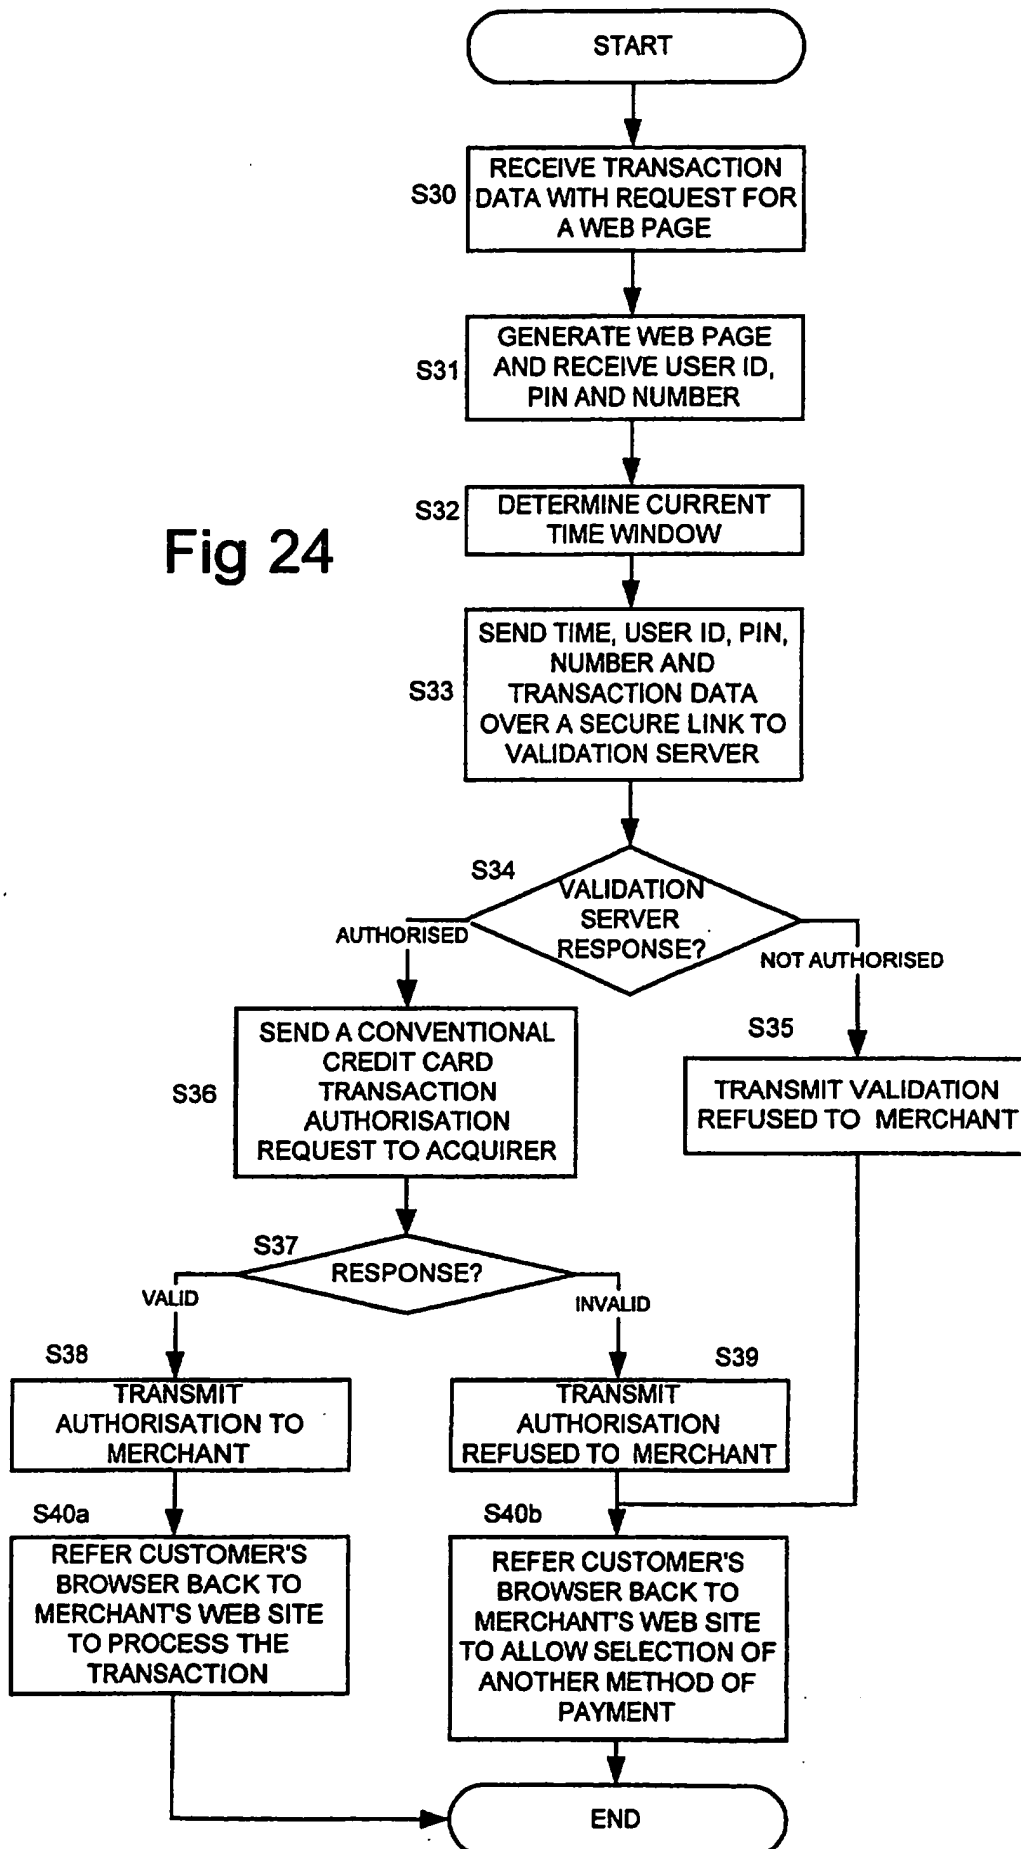 START
S30
RECEIVE TRANSACTION
DATA WITH REQUEST FOR
A WEB PAGE
S31
GENERATE WEB PAGE
AND RECEIVE USER ID,
PIN AND NUMBER
S32
DETERMINE CURRENT
TIME WINDOW
Fig 24
S33
SEND TIME, USER ID, PIN,
NUMBER AND
TRANSACTION DATA
OVER A SECURE LINK TO
VALIDATION SERVER
S34
VALIDATION
SERVER
RESPONSE?
AUTHORISED
NOT AUTHORISED
S36
SEND A CONVENTIONAL
CREDIT CARD
TRANSACTION
AUTHORISATION
REQUEST TO ACQUIRER
S35
TRANSMIT VALIDATION
REFUSED TO MERCHANT
S37
RESPONSE?
VALID
INVALID
S38
TRANSMIT
AUTHORISATION TO
MERCHANT
S39
TRANSMIT
AUTHORISATION
REFUSED TO MERCHANT
S40a
REFER CUSTOMER'S
BROWSER BACK TO
MERCHANT'S WEB SITE
TO PROCESS THE
TRANSACTION
S40b
REFER CUSTOMER'S
BROWSER BACK TO
MERCHANT'S WEB SITE
TO ALLOW SELECTION OF
ANOTHER METHOD OF
PAYMENT
END